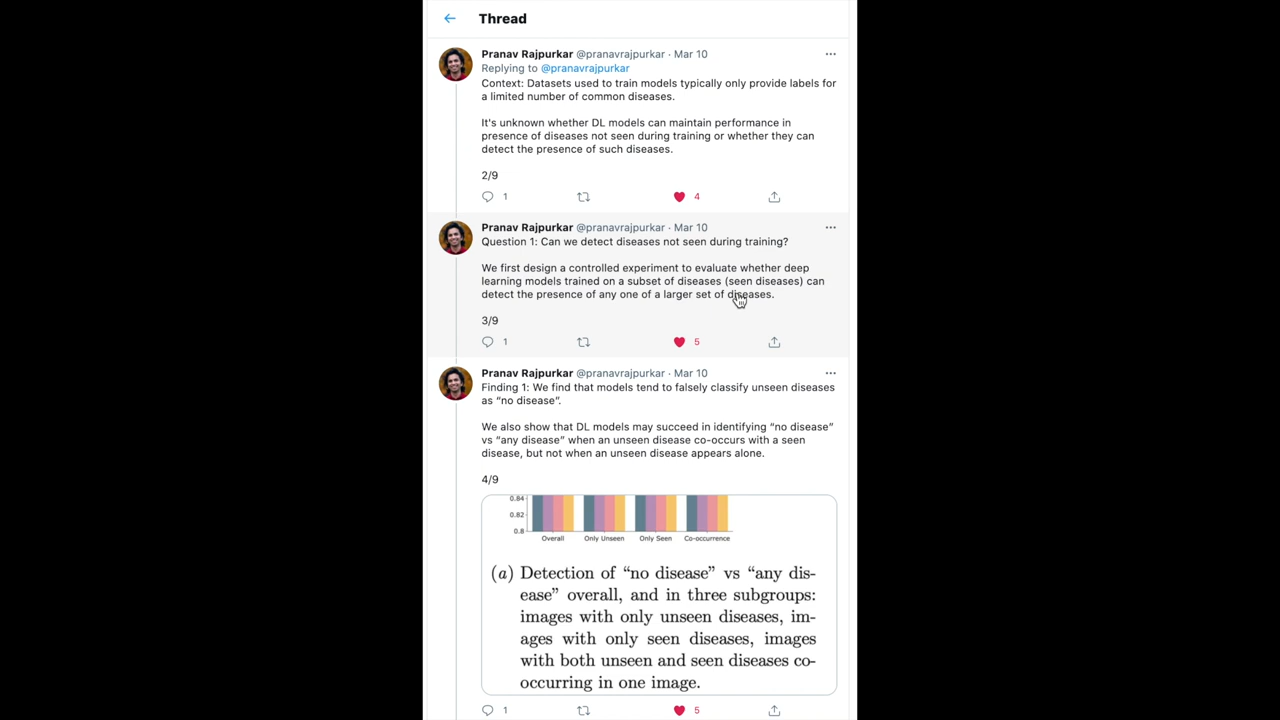 Thread
Pranav Rajpurkar @pranavrajpurkar · Mar 10
Replying to @pranavrajpurkar
Context: Datasets used to train models typically only provide labels for
a limited number of common diseases.
It's unknown whether DL models can maintain performance in
presence of diseases not seen during training or whether they can
detect the presence of such diseases.
2/9
1 4
Pranav Rajpurkar @pranavrajpurkar · Mar 10
Question 1: Can we detect diseases not seen during training?
We first design a controlled experiment to evaluate whether deep
learning models trained on a subset of diseases (seen diseases) can
detect the presence of any one of a larger set of diseases.
3/9
1 5
Pranav Rajpurkar @pranavrajpurkar · Mar 10
Finding 1: We find that models tend to falsely classify unseen diseases
as “no disease”.
We also show that DL models may succeed in identifying “no disease”
vs “any disease” when an unseen disease co-occurs with a seen
disease, but not when an unseen disease appears alone.
4/9
0.84
0.82
0.8
Overall Only Unseen Only Seen Co-occurrence
(a) Detection of “no disease” vs “any dis-
ease” overall, and in three subgroups:
images with only unseen diseases, im-
ages with only seen diseases, images
with both unseen and seen diseases co-
occurring in one image.
1 5